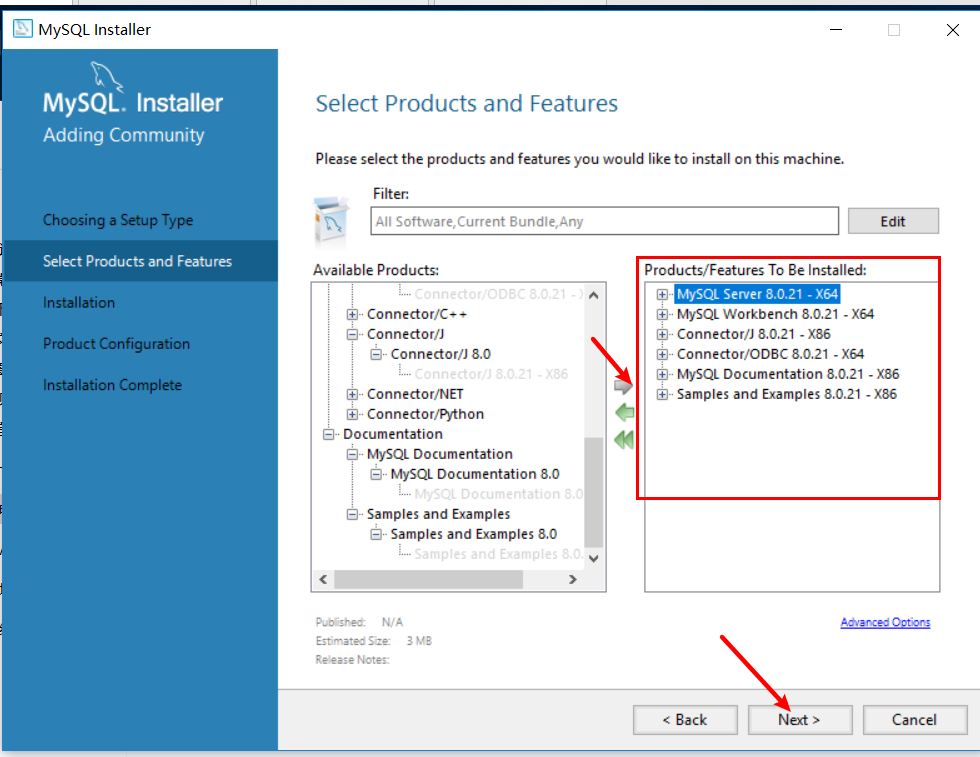 MySQL Installer
MySQL. Installer
Adding Community
Choosing a Setup Type
Select Products and Features
Installation
Product Configuration
Installation Complete
Select Products and Features
Please select the products and features you would like to install on this machine.
Filter:
All Software,Current Bundle,Any
Edit
Available Products:
Connector/ODBC 8.0.21 -
Connector/C++
Connector/J
Connector/J 8.0
Connector/J 8.0.21 - X86
Connector/NET
Connector/Python
Documentation
MySQL Documentation
MySQL Documentation 8.0
MySQL Documentation 8.0
Samples and Examples
Samples and Examples 8.0
Samples and Examples 8.0.
Products/Features To Be Installed:
MySQL Server 8.0.21 - X64
MySQL Workbench 8.0.21 - X64
Connector/J 8.0.21 - X86
Connector/ODBC 8.0.21 - X64
MySQL Documentation 8.0.21 - X86
Samples and Examples 8.0.21 - X86
Published: N/A
Estimated Size: 3 MB
Release Notes:
Advanced Options
< Back
Next >
Cancel